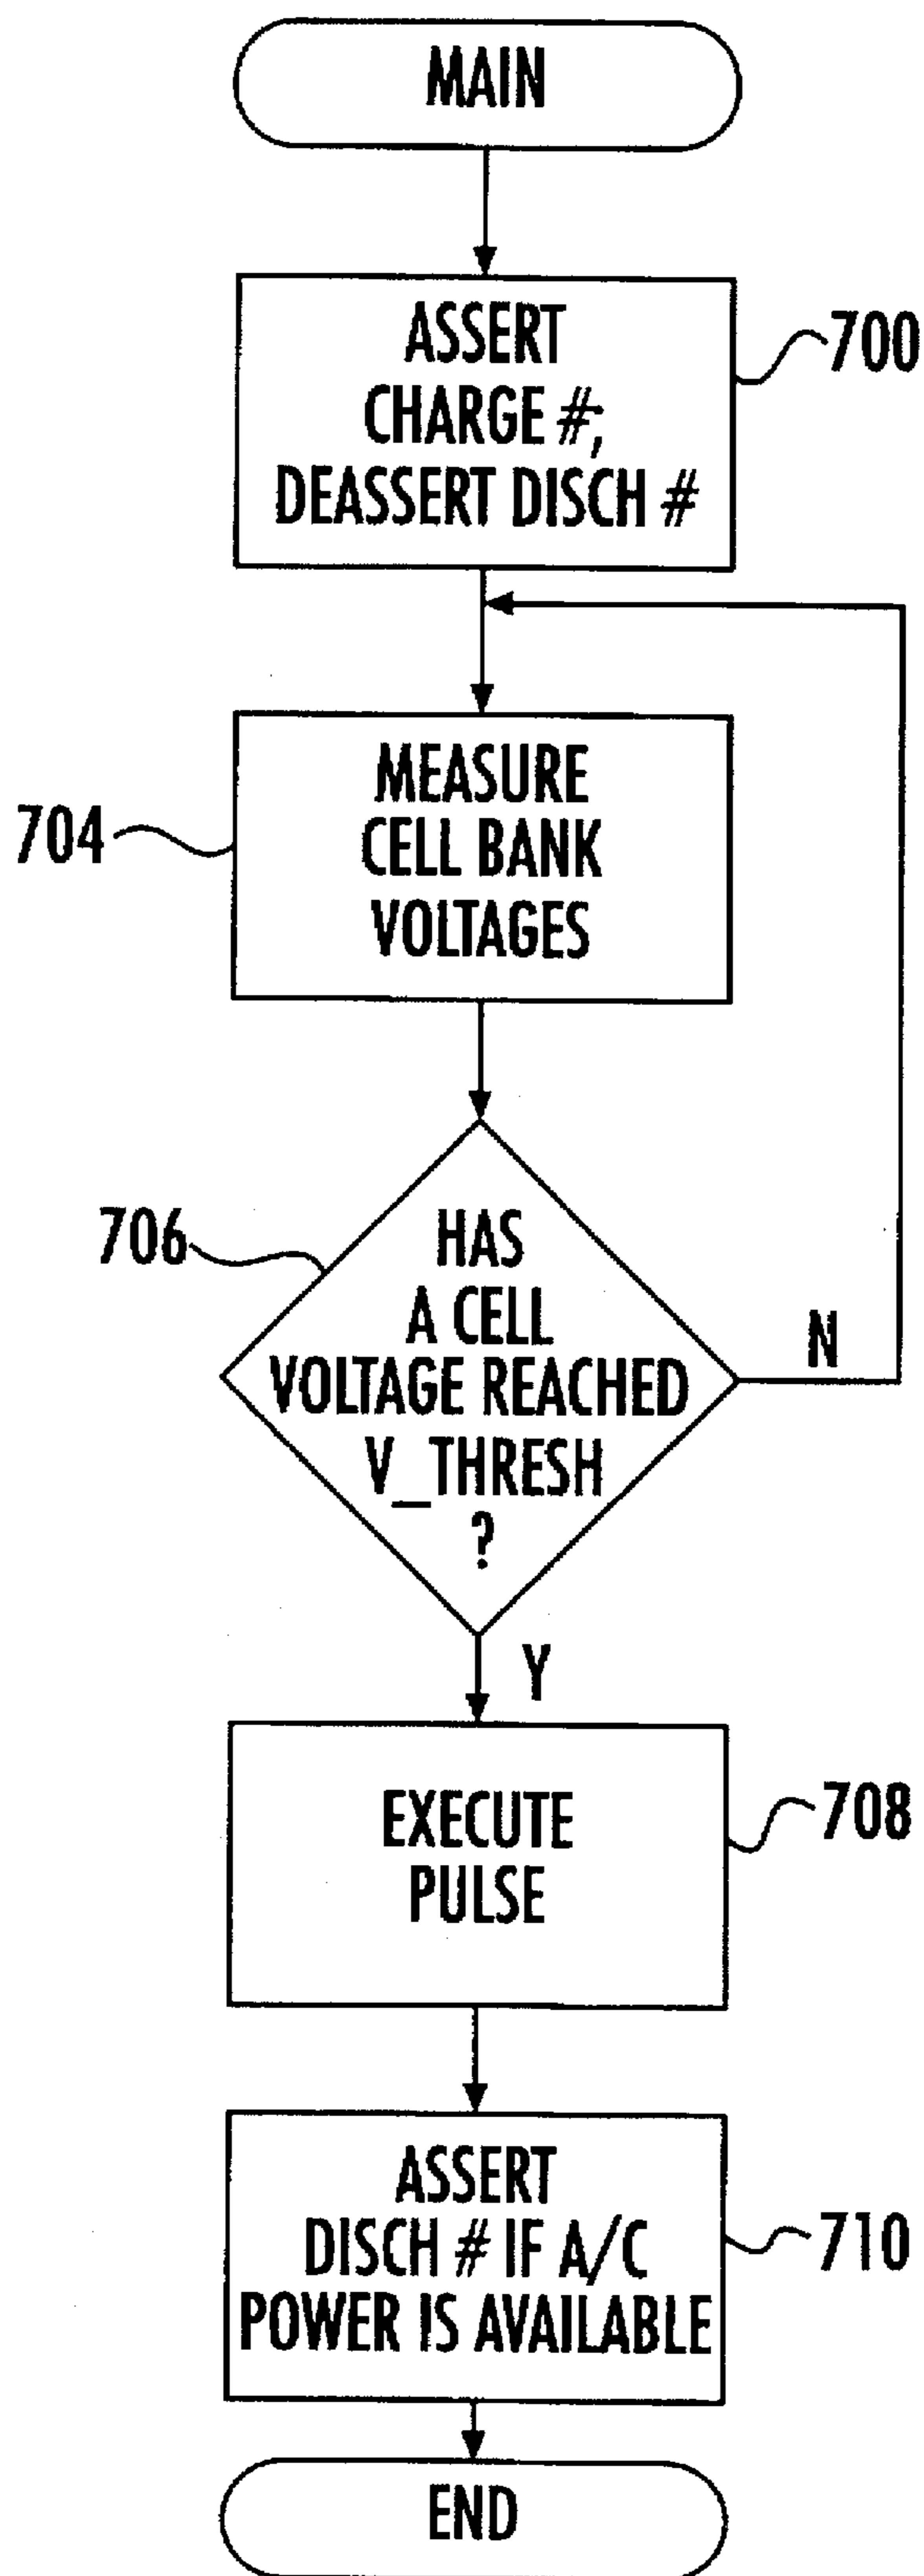 MAIN
ASSERT
CHARGE #,
DEASSERT DISCH #
700
MEASURE
CELL BANK
VOLTAGES
704
HAS
A CELL
VOLTAGE REACHED
V_THRESH
?
706
N
Y
EXECUTE
PULSE
708
ASSERT
DISCH # IF A/C
POWER IS AVAILABLE
710
END